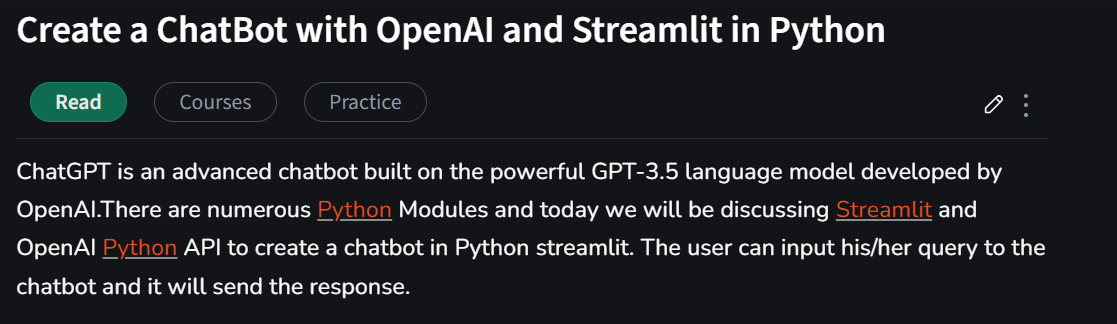 Create a ChatBot with OpenAI and Streamlit in Python
Read Courses Practice
ChatGPT is an advanced chatbot built on the powerful GPT-3.5 language model developed by
OpenAI.There are numerous Python Modules and today we will be discussing Streamlit and
OpenAI Python API to create a chatbot in Python streamlit. The user can input his/her query to the
chatbot and it will send the response.